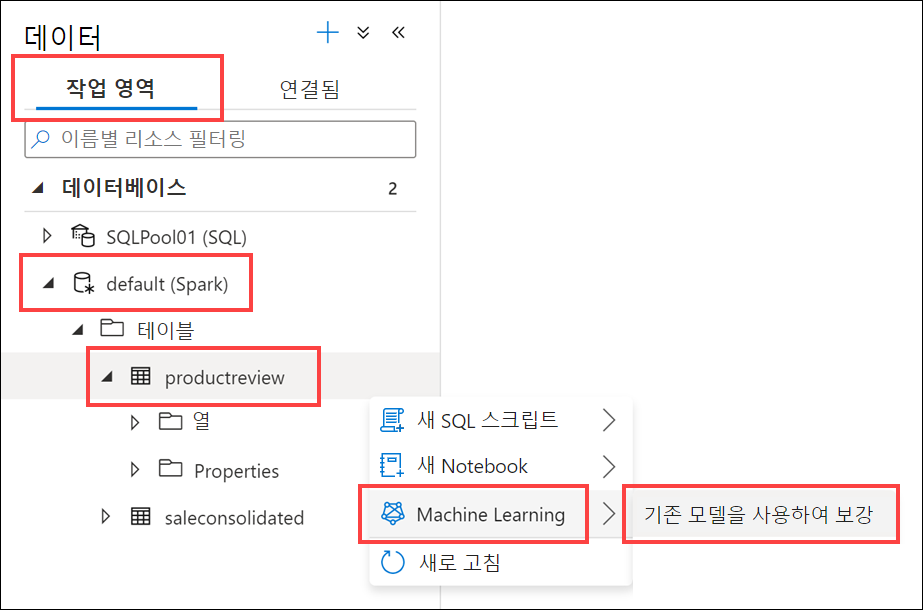 데이터
작업 영역
연결됨
이름별 리소스 필터링
데이터베이스 2
SQLPool01 (SQL)
default (Spark)
테이블
productreview
열
Properties
saleconsolidated
새 SQL 스크립트
새 Notebook
Machine Learning
기존 모델을 사용하여 보강
새로 고침